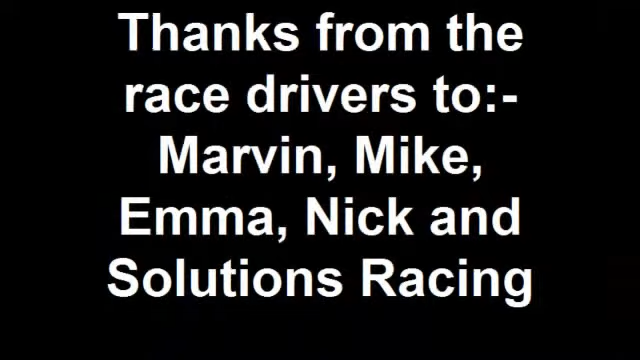 Thanks from the
race drivers to:-
Marvin, Mike,
Emma, Nick and
Solutions Racing